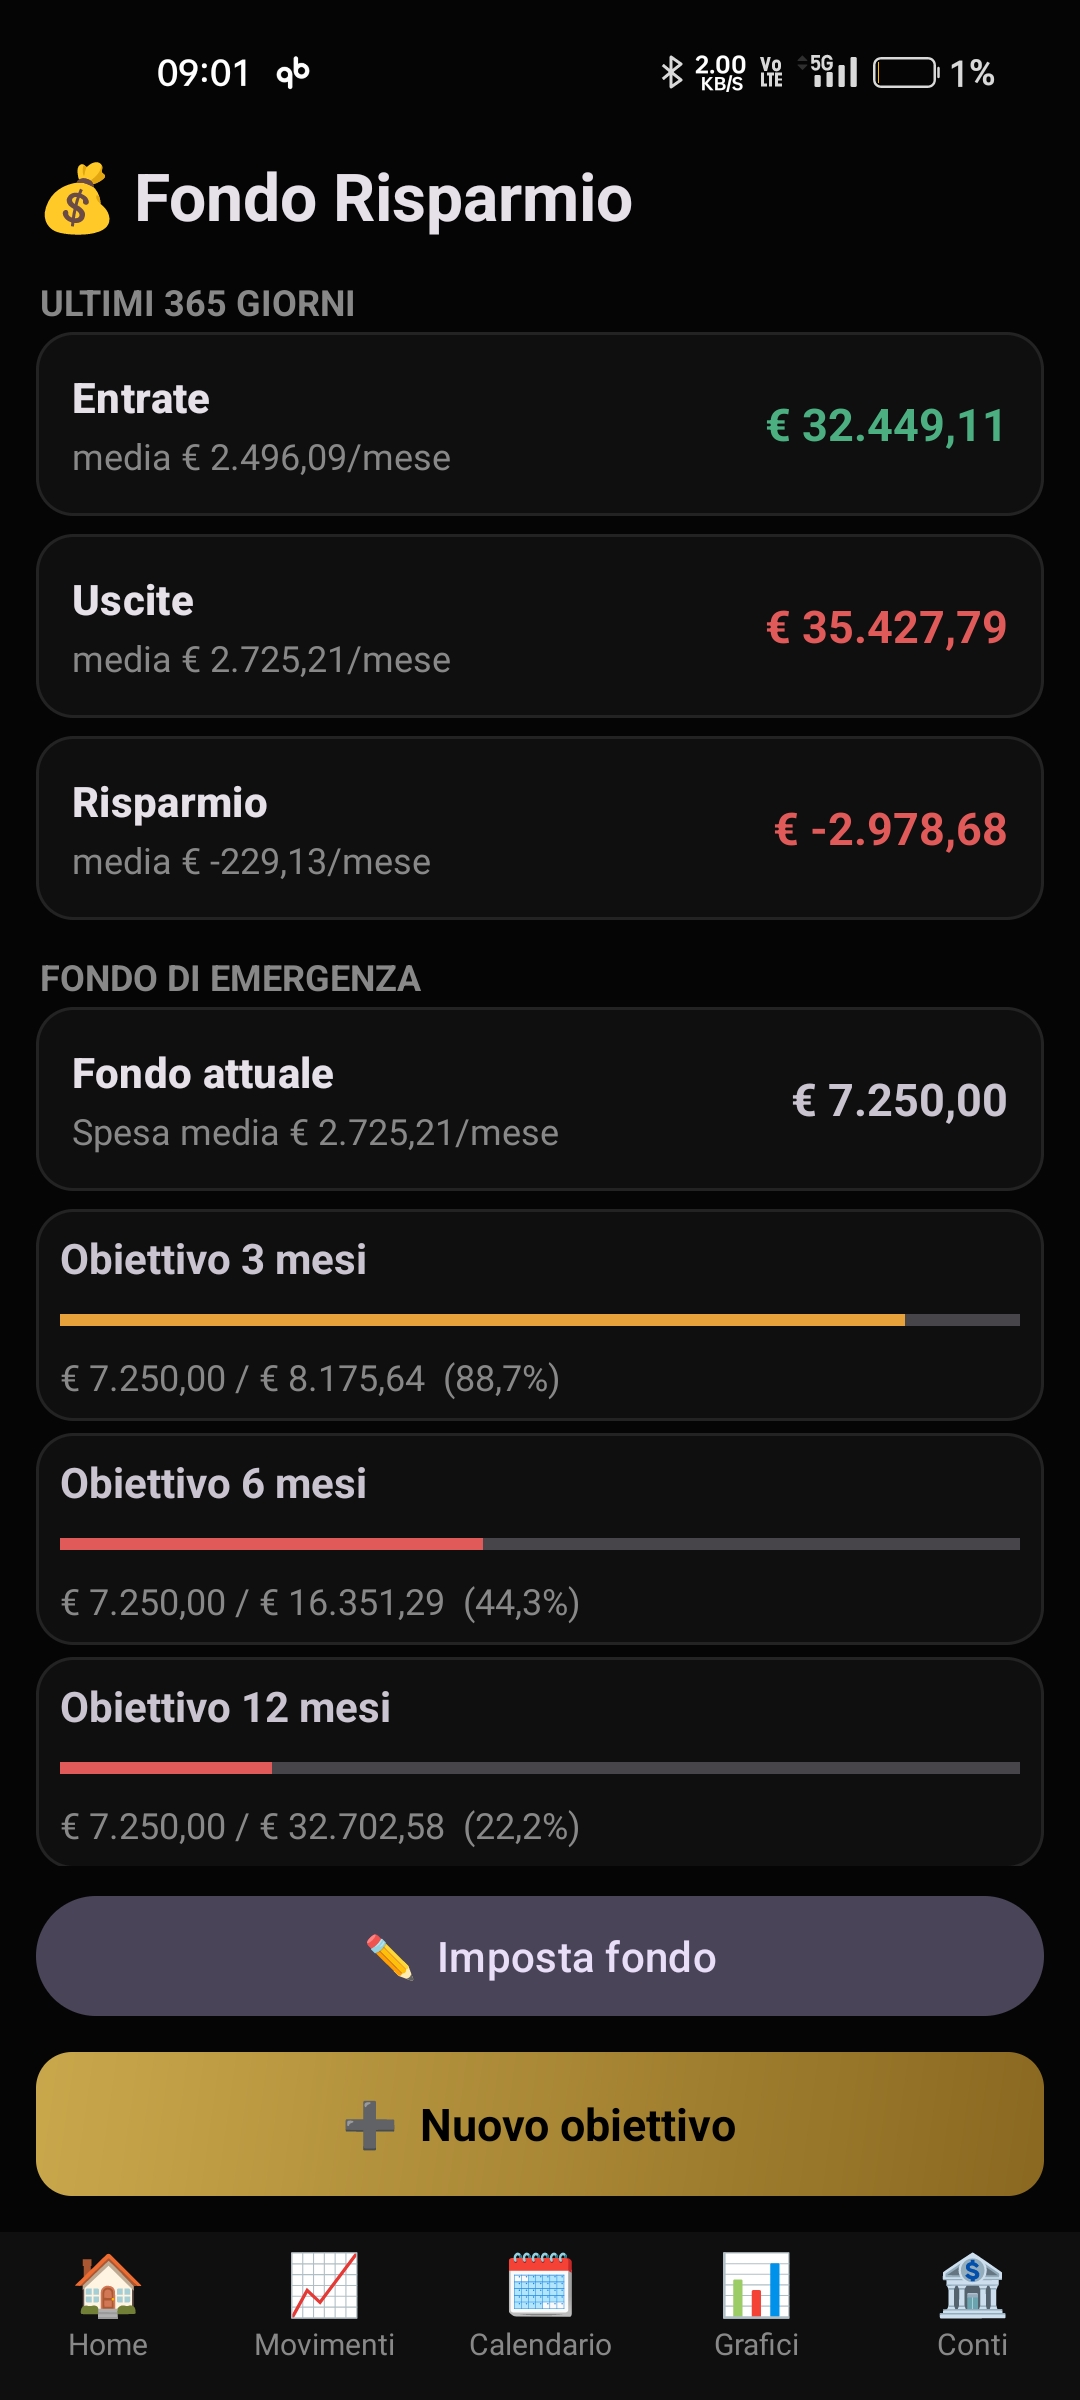 09:01
2.00 KB/S
Vo LTE
5G
1%
Fondo Risparmio
ULTIMI 365 GIORNI
Entrate
€ 32.449,11
media € 2.496,09/mese
Uscite
€ 35.427,79
media € 2.725,21/mese
Risparmio
€ -2.978,68
media € -229,13/mese
FONDO DI EMERGENZA
Fondo attuale
€ 7.250,00
Spesa media € 2.725,21/mese
Obiettivo 3 mesi
€ 7.250,00 / € 8.175,64 (88,7%)
Obiettivo 6 mesi
€ 7.250,00 / € 16.351,29 (44,3%)
Obiettivo 12 mesi
€ 7.250,00 / € 32.702,58 (22,2%)
Imposta fondo
Nuovo obiettivo
Home
Movimenti
Calendario
Grafici
Conti